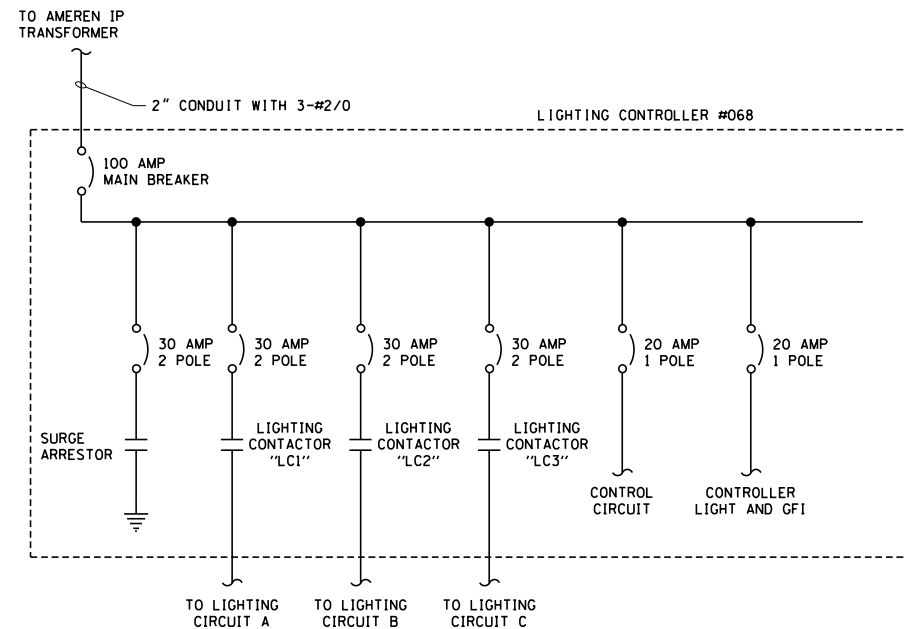 TO AMEREN IP
TRANSFORMER
2" CONDUIT WITH 3-#2/0
LIGHTING CONTROLLER #068
100 AMP
MAIN BREAKER
30 AMP
2 POLE
30 AMP
2 POLE
30 AMP
2 POLE
30 AMP
2 POLE
20 AMP
1 POLE
20 AMP
1 POLE
SURGE
ARRESTOR
LIGHTING
CONTACTOR
"LC1"
LIGHTING
CONTACTOR
"LC2"
LIGHTING
CONTACTOR
"LC3"
CONTROL
CIRCUIT
CONTROLLER
LIGHT AND GFI
TO LIGHTING
CIRCUIT A
TO LIGHTING
CIRCUIT B
TO LIGHTING
CIRCUIT C